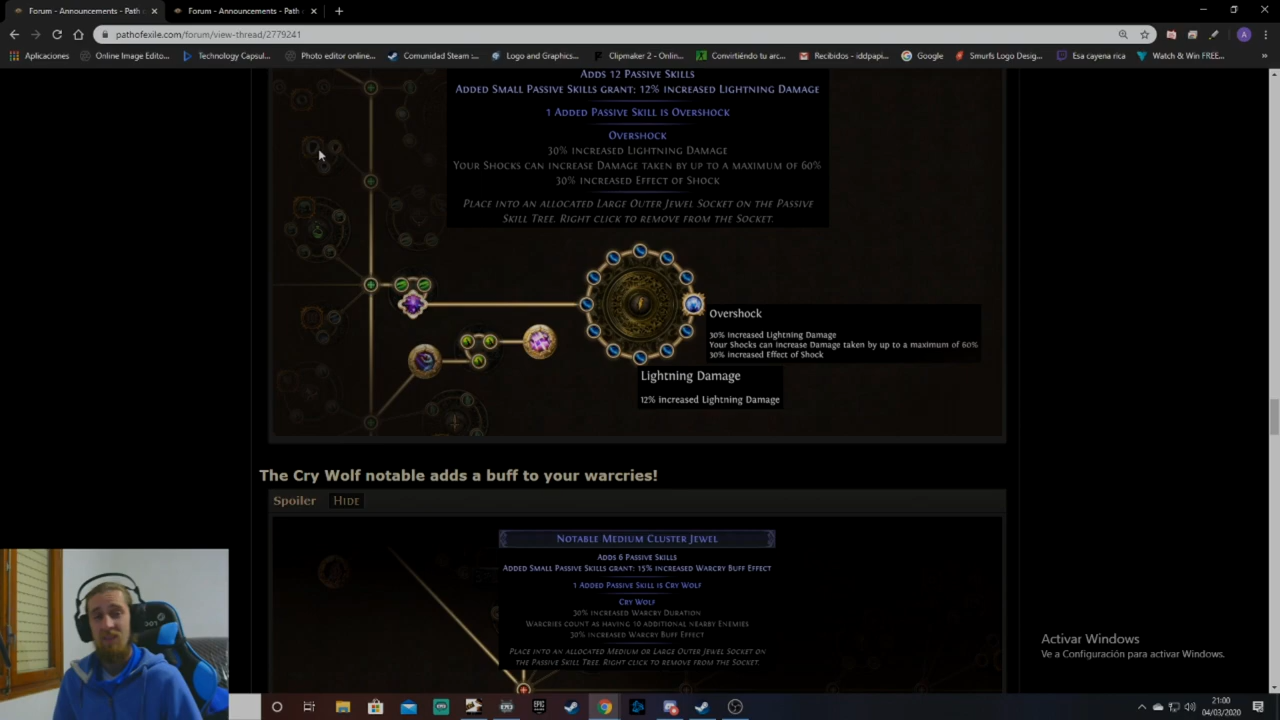 Forum - Announcements - Path
Forum - Announcements - Path
pathofexile.com/forum/view-thread/2779241
Aplicaciones
Online Image Edito...
Technology Capsul...
Photo editor online...
Comunidad Steam :...
Logo and Graphics...
Clipmaker 2 - Onlin...
Convirtiéndo tu arc...
Recibidos - iddpapi...
Google
Smurfs Logo Desig...
Esa cayena rica
Watch & Win | FREE...
Adds 12 Passive Skills
Added Small Passive Skills grant: 12% increased Lightning Damage
1 Added Passive Skill is Overshock
Overshock
30% increased Lightning Damage
Your Shocks can increase Damage taken by up to a maximum of 60%
30% increased Effect of Shock
Place into an allocated Large Outer Jewel Socket on the Passive
Skill Tree. Right click to remove from the Socket.
Overshock
30% increased Lightning Damage
Your Shocks can increase Damage taken by up to a maximum of 60%
30% increased Effect of Shock
Lightning Damage
12% increased Lightning Damage
The Cry Wolf notable adds a buff to your warcries!
Spoiler
Hide
Notable Medium Cluster Jewel
Adds 6 Passive Skills
Added Small Passive Skills grant: 15% increased Warcry Buff Effect
1 Added Passive Skill is Cry Wolf
Cry Wolf
30% increased Warcry Duration
Warcries count as having 10 additional nearby Enemies
30% increased Warcry Buff Effect
Place into an allocated Medium or Large Outer Jewel Socket on
the Passive Skill Tree. Right click to remove from the Socket.
Activar Windows
Ve a Configuración para activar Windows.
EPIC
21:00
04/03/2020